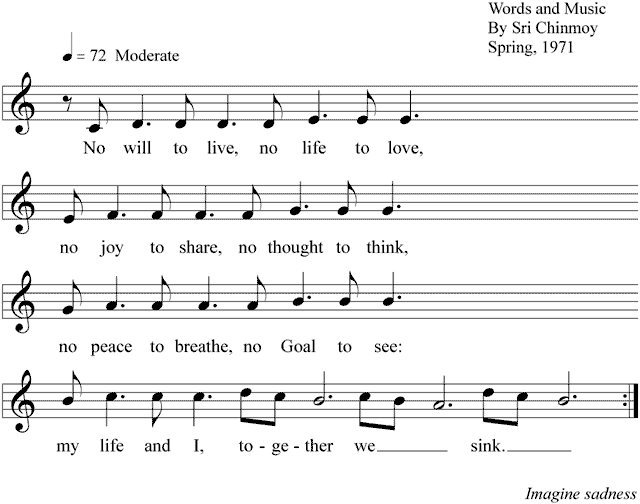 Words and Music
By Sri Chinmoy
Spring, 1971
= 72 Moderate
No will to live, no life to love,
no joy to share, no thought to think,
no peace to breathe, no Goal to see:
my life and I, to - ge - ther we______ sink.______
Imagine sadness